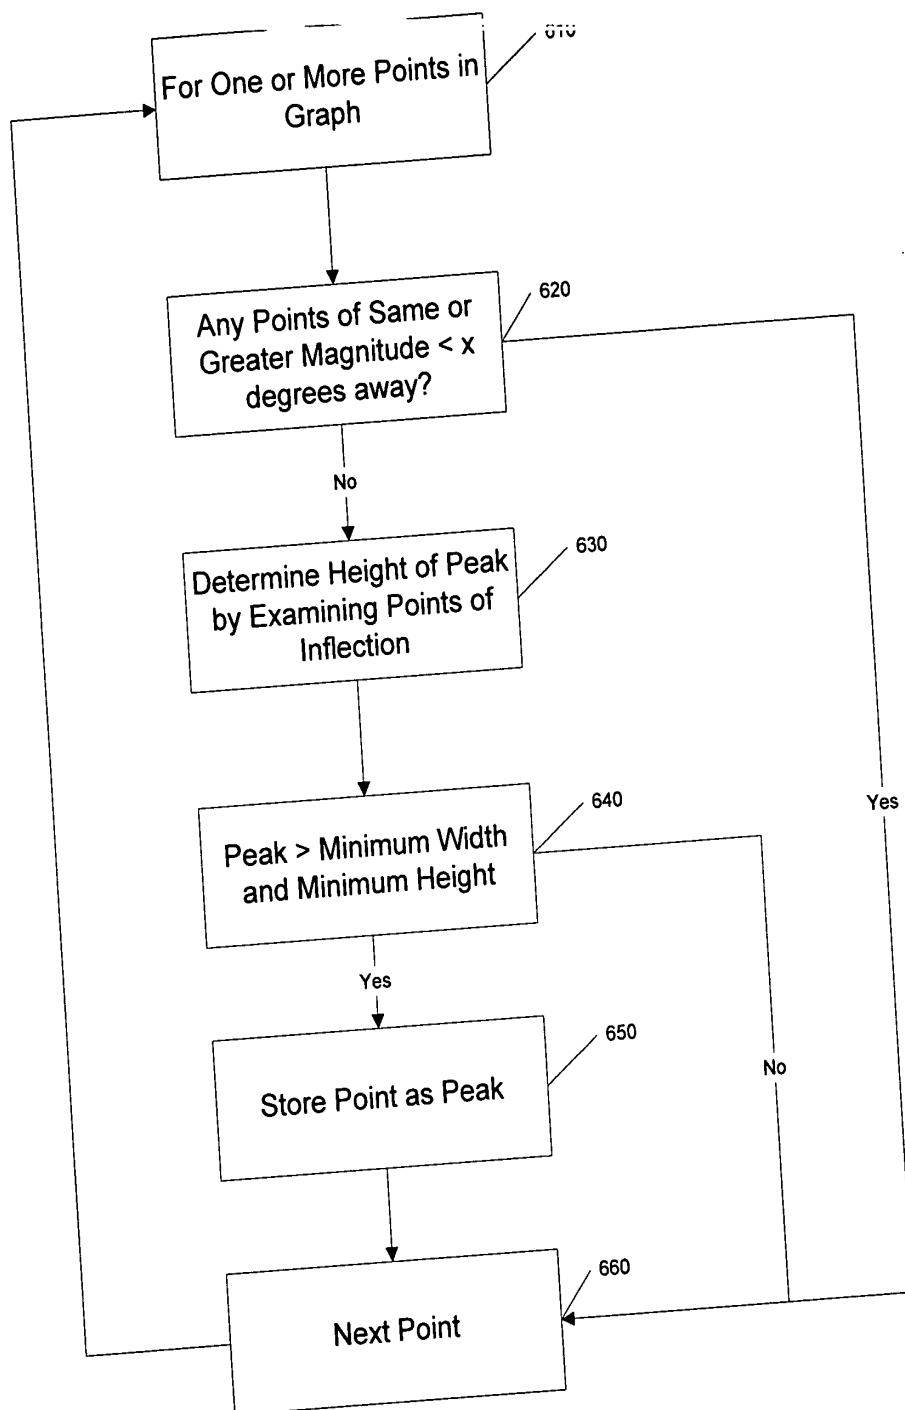 For One or More Points in
Graph
Any Points of Same or
Greater Magnitude < x
degrees away?
620
No
Determine Height of Peak
by Examining Points of
Inflection
630
Peak > Minimum Width
and Minimum Height
640
Yes
Yes
Store Point as Peak
650
No
Next Point
660